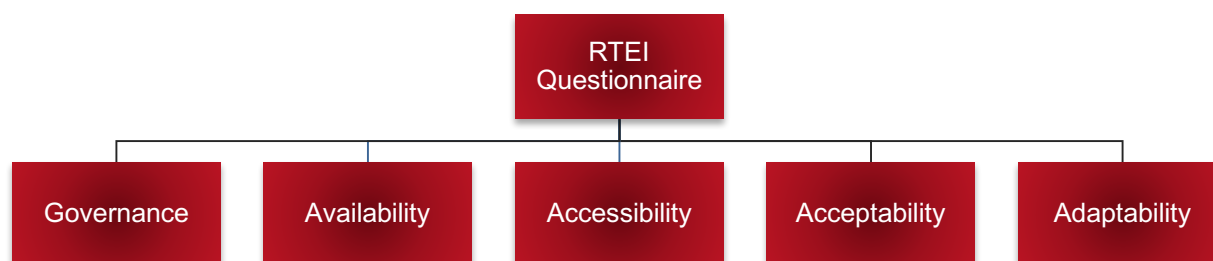 RTEI
Questionnaire
Governance
Availability
Accessibility
Acceptability
Adaptability